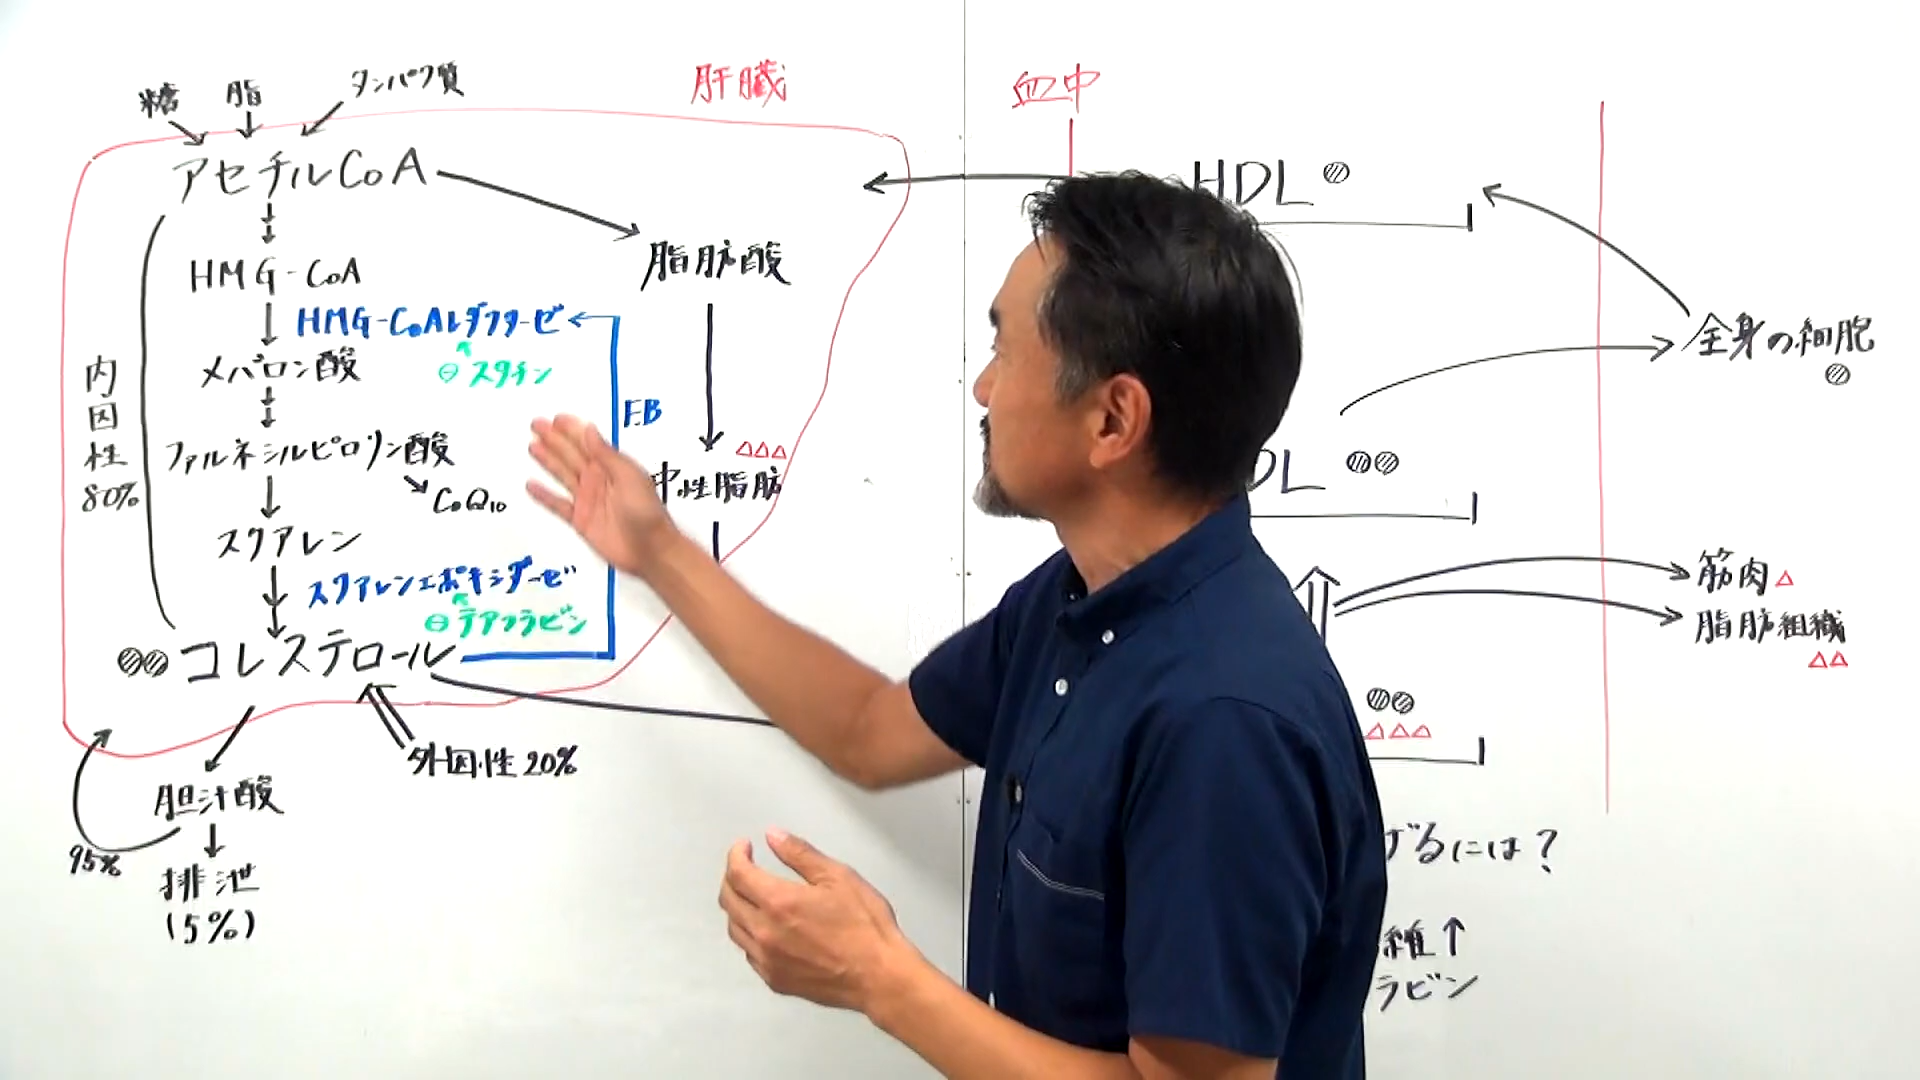 糖
脂
タンパク質
肝臓
血中
アセチルCoA
HDL
HMG-CoA
脂肪酸
HMG-CoAレダクターゼ
全身の細胞
メバロン酸
⊖スタチン
内因性80%
F.B
ファルネシルピロリン酸
CoQ10
中性脂肪
DL
スクアレン
スクアレンエポキシダーゼ
筋肉
⊖テアフラビン
脂肪組織
コレステロール
外因性20%
胆汁酸
95%
排泄
(5%)
げるには？
維↑
ラビン